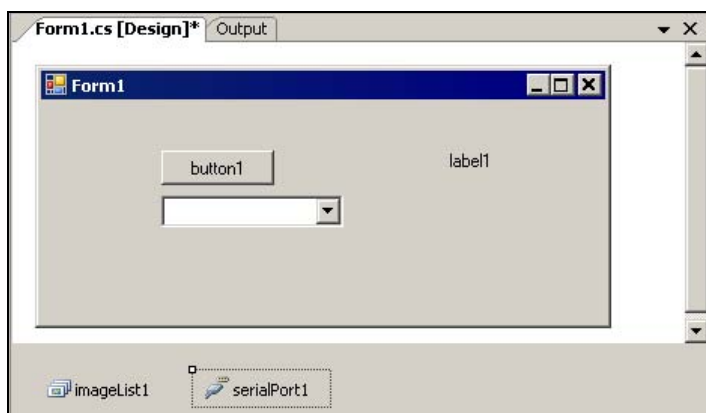 Form1.cs [Design]* Output
Form1
button1
label1
imageList1
serialPort1